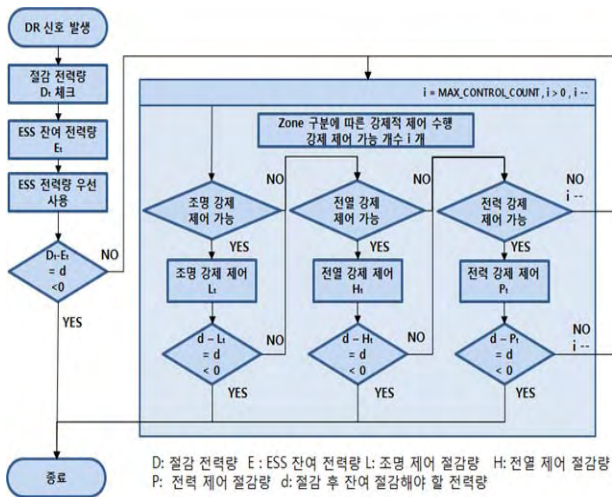 DR 신호 발생
절감 전력량
Dt 체크
ESS 잔여 전력량
Et
ESS 전력량 우선
사용
Dt-Et
= d
<0
NO
YES
종료
i = MAX_CONTROL_COUNT , i > 0 , i --
Zone 구분에 따른 강제적 제어 수행
강제 제어 가능 개수 i 개
조명 강제
제어 가능
NO
YES
조명 강제 제어
Lt
d – Lt
= d
< 0
NO
YES
전열 강제
제어 가능
NO
YES
전열 강제 제어
Ht
d – Ht
= d
< 0
NO
YES
전력 강제
제어 가능
NO
i --
YES
전력 강제 제어
Pt
d – Pt
= d
< 0
NO
i --
YES
D: 절감 전력량 E : ESS 잔여 전력량 L: 조명 제어 절감량 H: 전열 제어 절감량
P: 전력 제어 절감량 d: 절감 후 잔여 절감해야 할 전력량